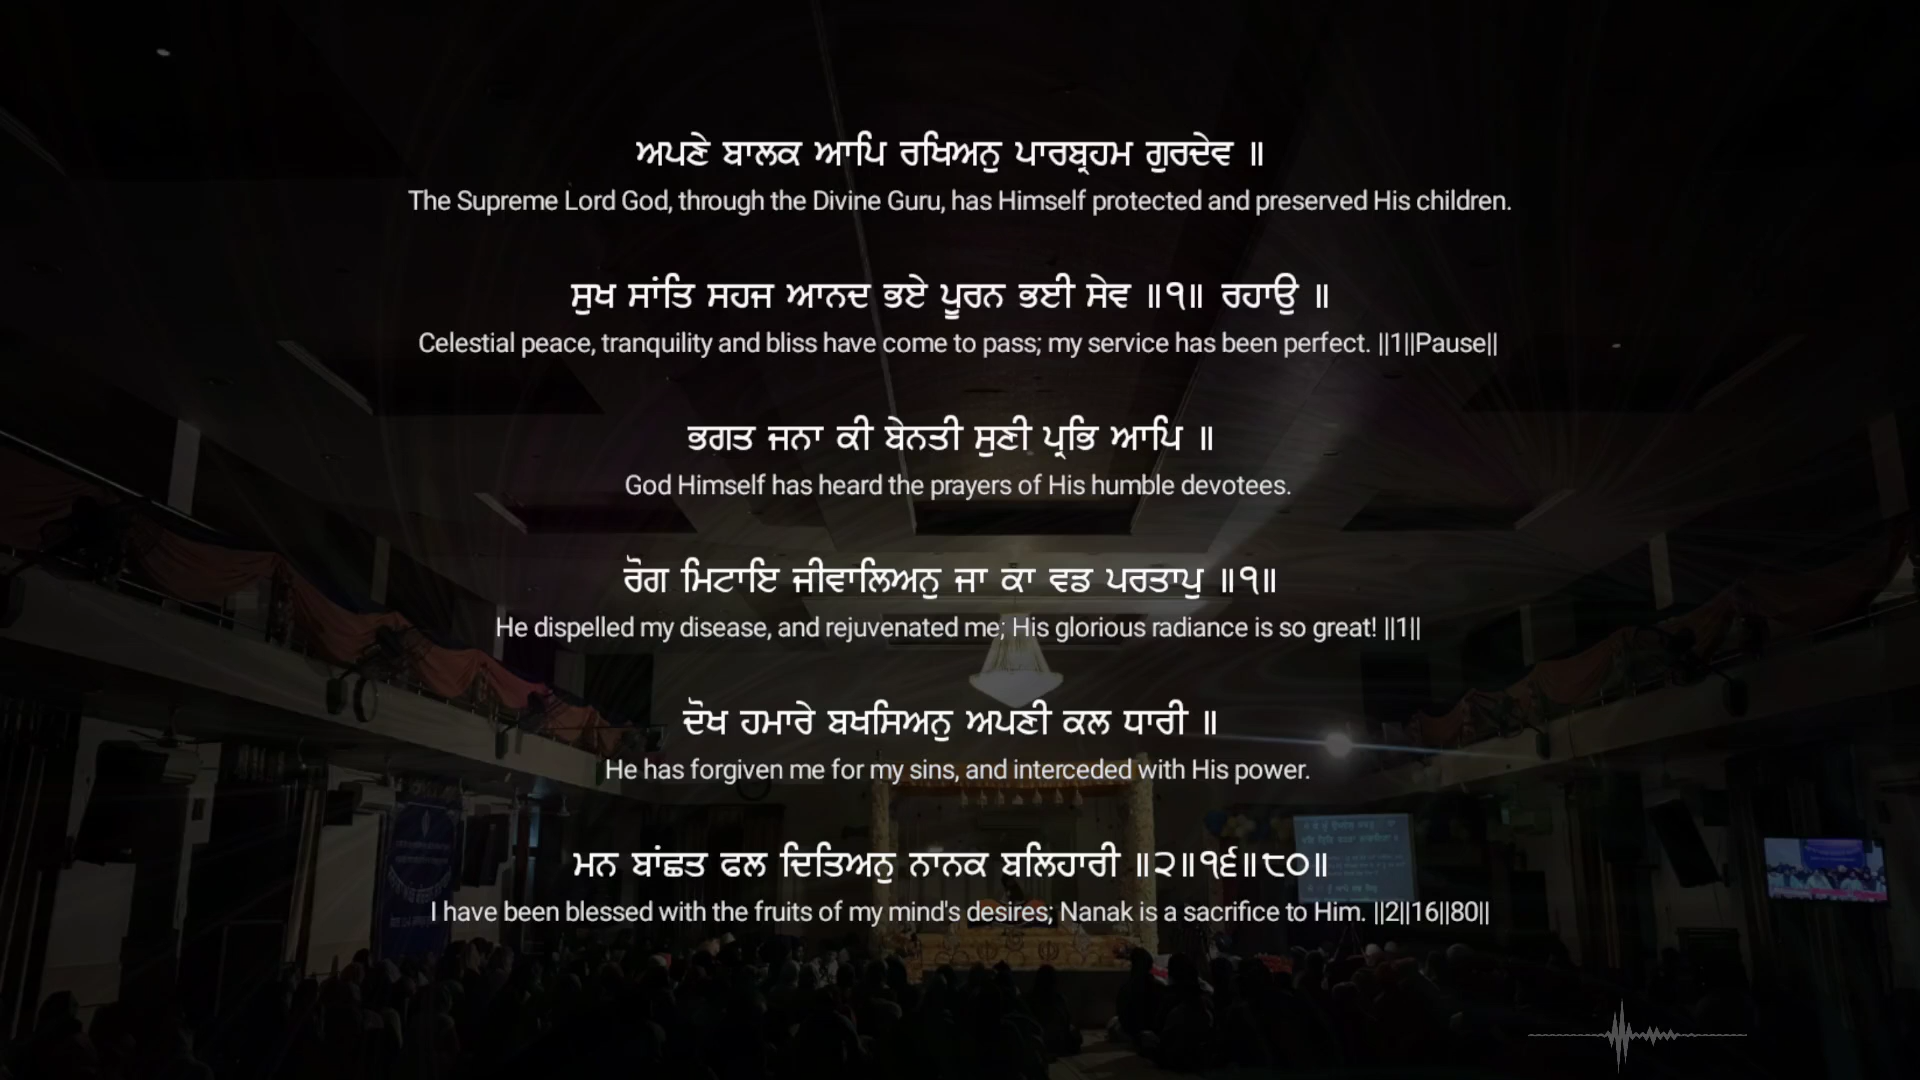 ਅਪਣੇ ਬਾਲਕ ਆਪਿ ਰਖਿਅਨੁ ਪਾਰਬ੍ਰਹਮ ਗੁਰਦੇਵ ॥
The Supreme Lord God, through the Divine Guru, has Himself protected and preserved His children.
ਸੁਖ ਸਾਂਤਿ ਸਹਜ ਆਨਦ ਭਏ ਪੂਰਨ ਭਈ ਸੇਵ ॥੧॥ ਰਹਾਉ ॥
Celestial peace, tranquility and bliss have come to pass; my service has been perfect. ||1||Pause||
ਭਗਤ ਜਨਾ ਕੀ ਬੇਨਤੀ ਸੁਣੀ ਪ੍ਰਭਿ ਆਪਿ ॥
God Himself has heard the prayers of His humble devotees.
ਰੋਗ ਮਿਟਾਇ ਜੀਵਾਲਿਅਨੁ ਜਾ ਕਾ ਵਡ ਪਰਤਾਪੁ ॥੧॥
He dispelled my disease, and rejuvenated me; His glorious radiance is so great! ||1||
ਦੋਖ ਹਮਾਰੇ ਬਖਸਿਅਨੁ ਅਪਣੀ ਕਲ ਧਾਰੀ ॥
He has forgiven me for my sins, and interceded with His power.
ਮਨ ਬਾਂਛਤ ਫਲ ਦਿਤਿਅਨੁ ਨਾਨਕ ਬਲਿਹਾਰੀ ॥੨॥੧੬॥੮੦॥
I have been blessed with the fruits of my mind's desires; Nanak is a sacrifice to Him. ||2||16||80||